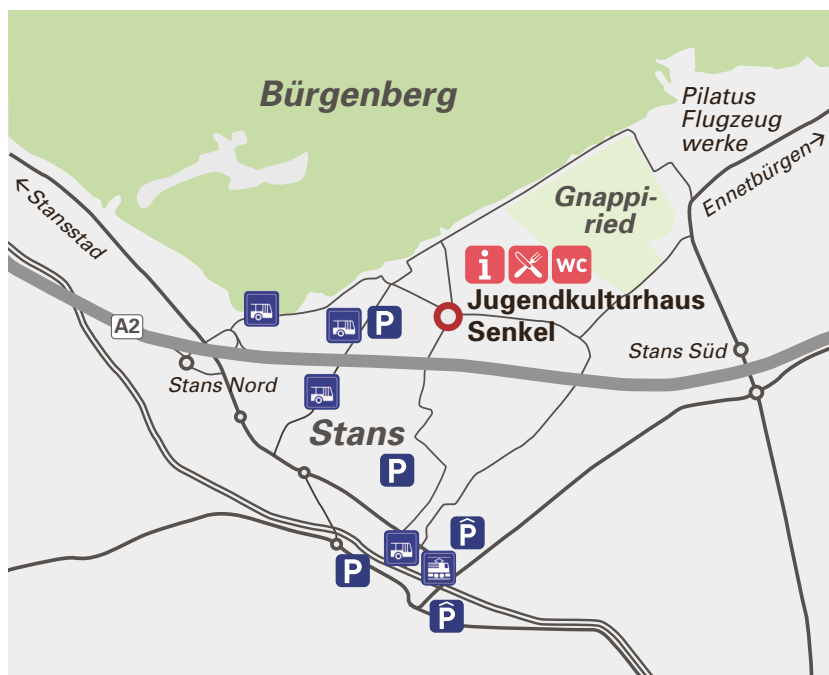 Bürgenberg
Pilatus
Flugzeug
werke
Ennetbürgen→
←Stansstad
Gnappi-
ried
i
WC
Jugendkulturhaus
Senkel
P
A2
Stans Süd
Stans Nord
Stans
P
P
P
P